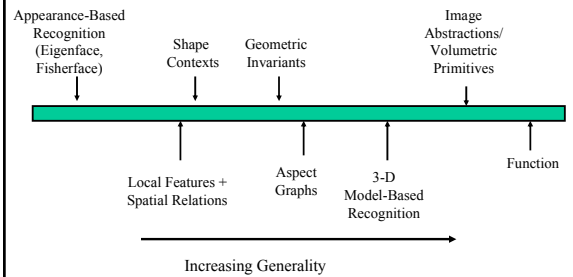 Appearance-Based
Recognition
(Eigenface,
Fisherface)
Shape
Contexts
Geometric
Invariants
Image
Abstractions/
Volumetric
Primitives
Local Features +
Spatial Relations
Aspect
Graphs
3-D
Model-Based
Recognition
Function
Increasing Generality